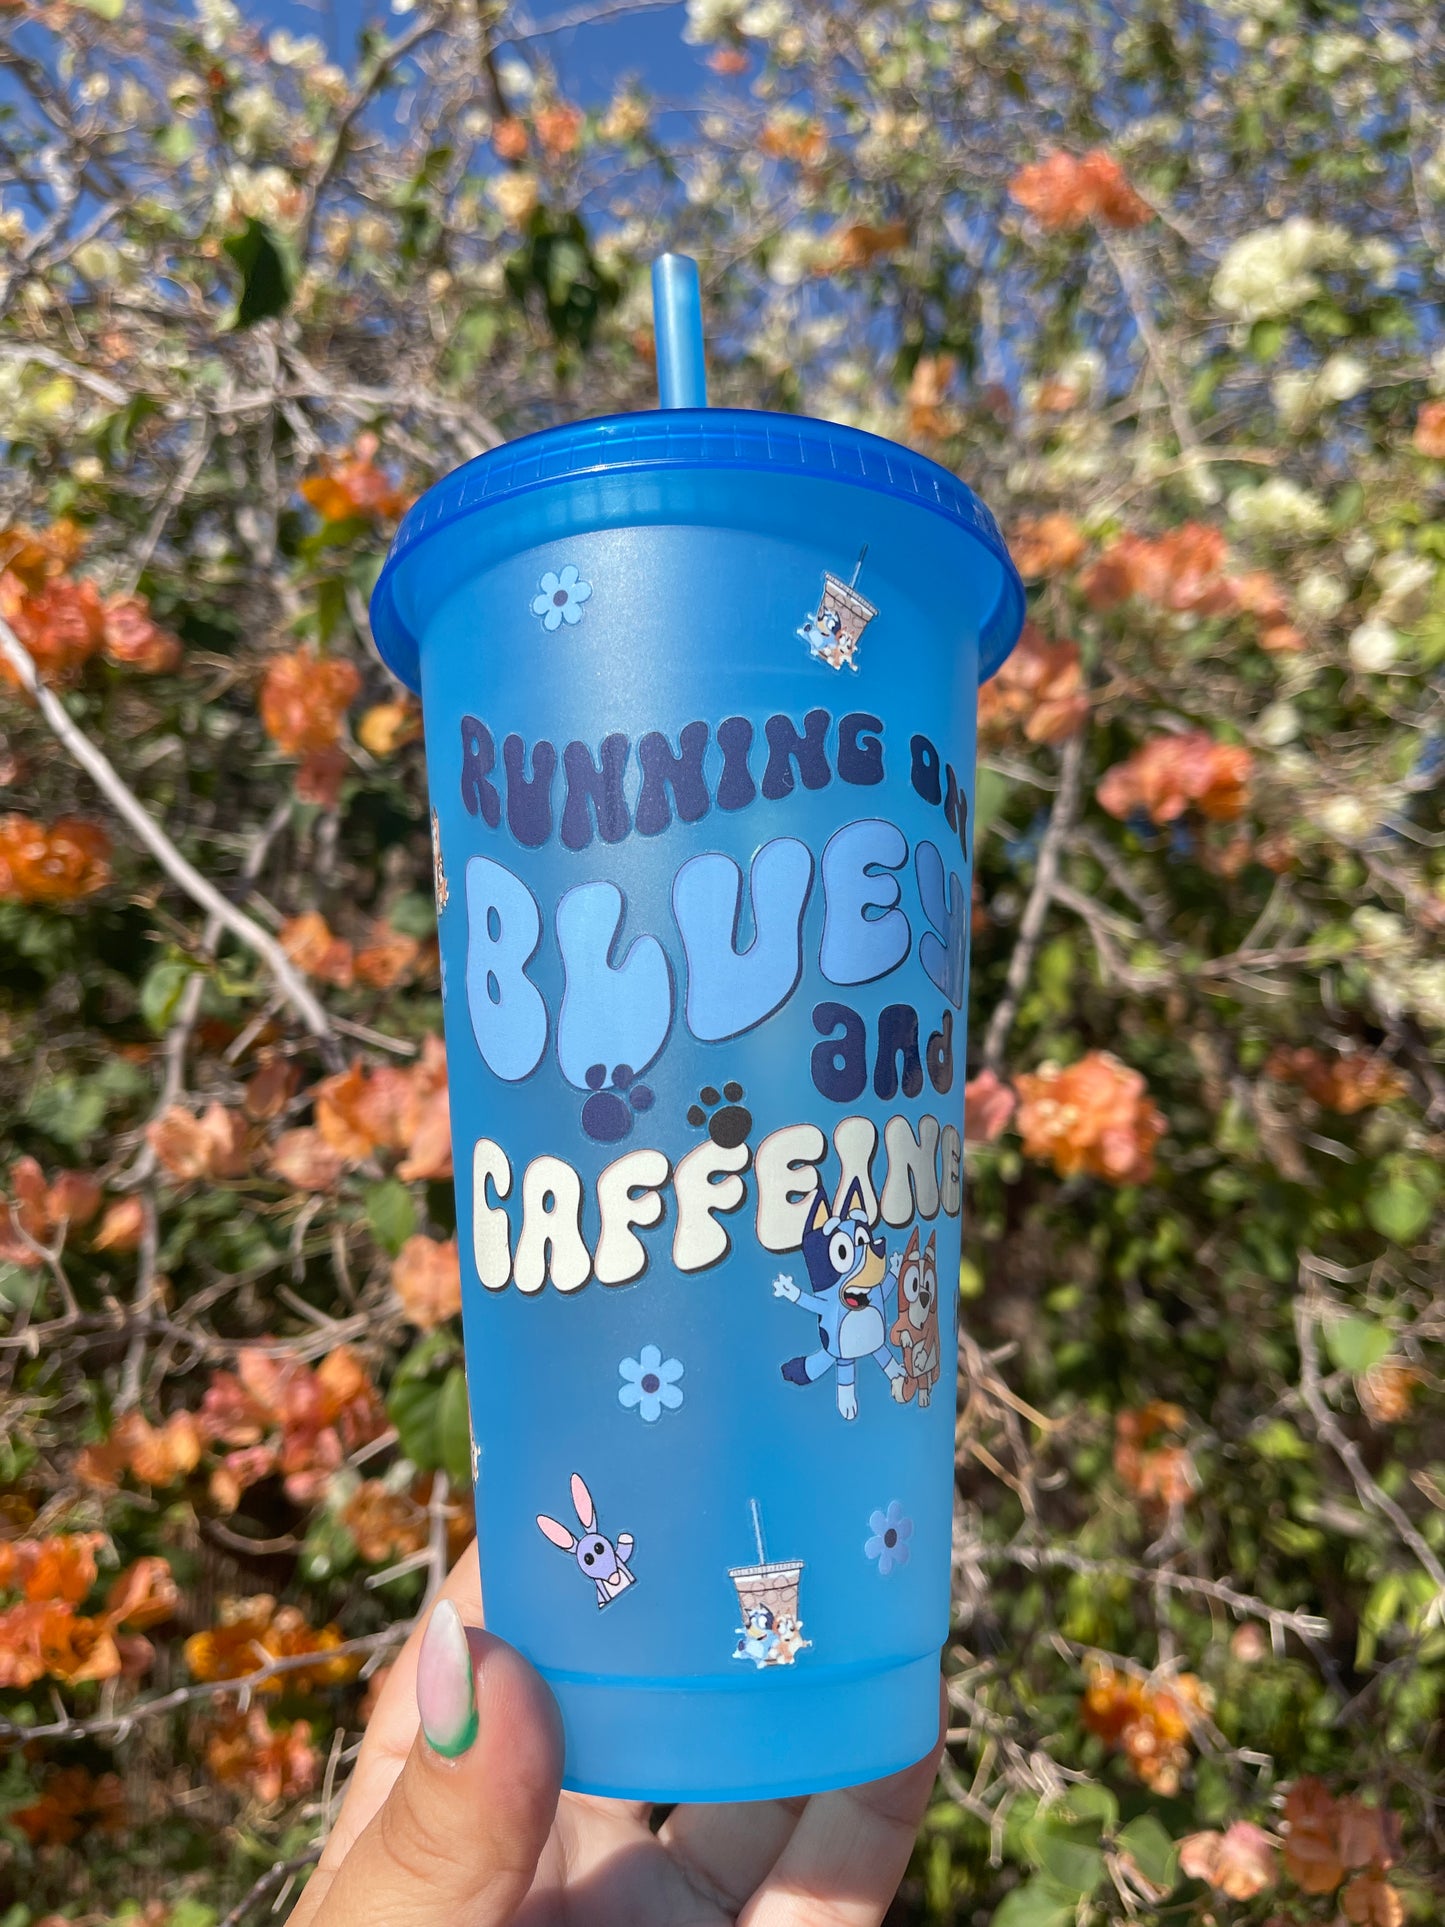 RUNNING ON
BLUEY
and
CAFFEINE